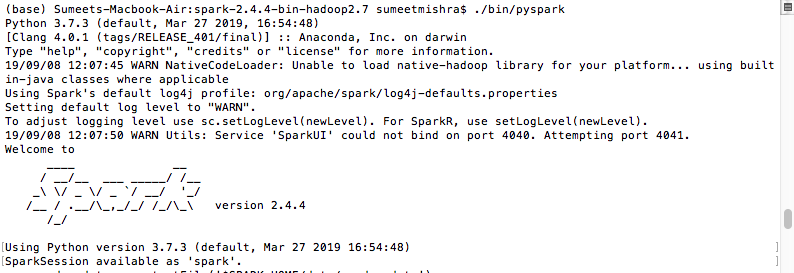 (base) Sumeets-Macbook-Air:spark-2.4.4-bin-hadoop2.7 sumeetmishra$ ./bin/pyspark
Python 3.7.3 (default, Mar 27 2019, 16:54:48)
[Clang 4.0.1 (tags/RELEASE_401/final)] :: Anaconda, Inc. on darwin
Type "help", "copyright", "credits" or "license" for more information.
19/09/08 12:07:45 WARN NativeCodeLoader: Unable to load native-hadoop library for your platform... using built
in-java classes where applicable
Using Spark's default log4j profile: org/apache/spark/log4j-defaults.properties
Setting default log level to "WARN".
To adjust logging level use sc.setLogLevel(newLevel). For SparkR, use setLogLevel(newLevel).
19/09/08 12:07:50 WARN Utils: Service 'SparkUI' could not bind on port 4040. Attempting port 4041.
Welcome to
      ____              __
     / __/__  ___ _____/ /__
    _\ \/ _ \/ _ `/ __/  '_/
   /__ / .__/\_,_/_/ /_/\_\   version 2.4.4
      /_/
Using Python version 3.7.3 (default, Mar 27 2019 16:54:48)
SparkSession available as 'spark'.